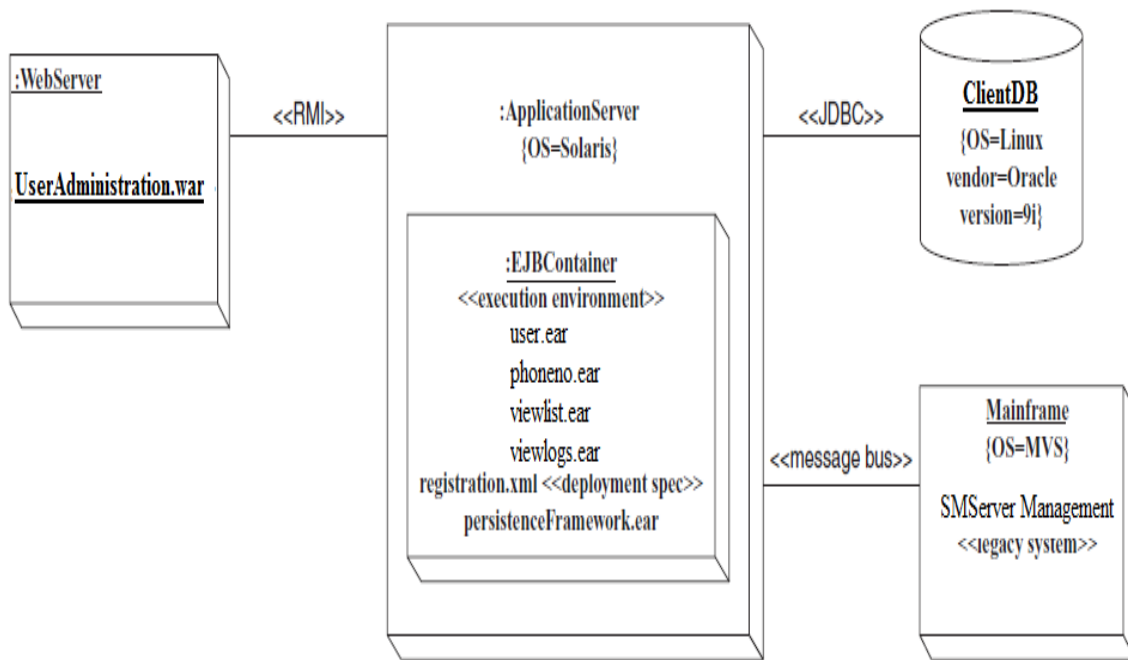 :WebServer
UserAdministration.war
<<RMI>>
:ApplicationServer
{OS=Solaris}
:EJBContainer
<<execution environment>>
user.ear
phoneno.ear
viewlist.ear
viewlogs.ear
registration.xml <<deployment spec>>
persistenceFramework.ear
<<JDBC>>
ClientDB
{OS=Linux
vendor=Oracle
version=9i}
<<message bus>>
Mainframe
{OS=MVS}
SMServer Management
<<legacy system>>